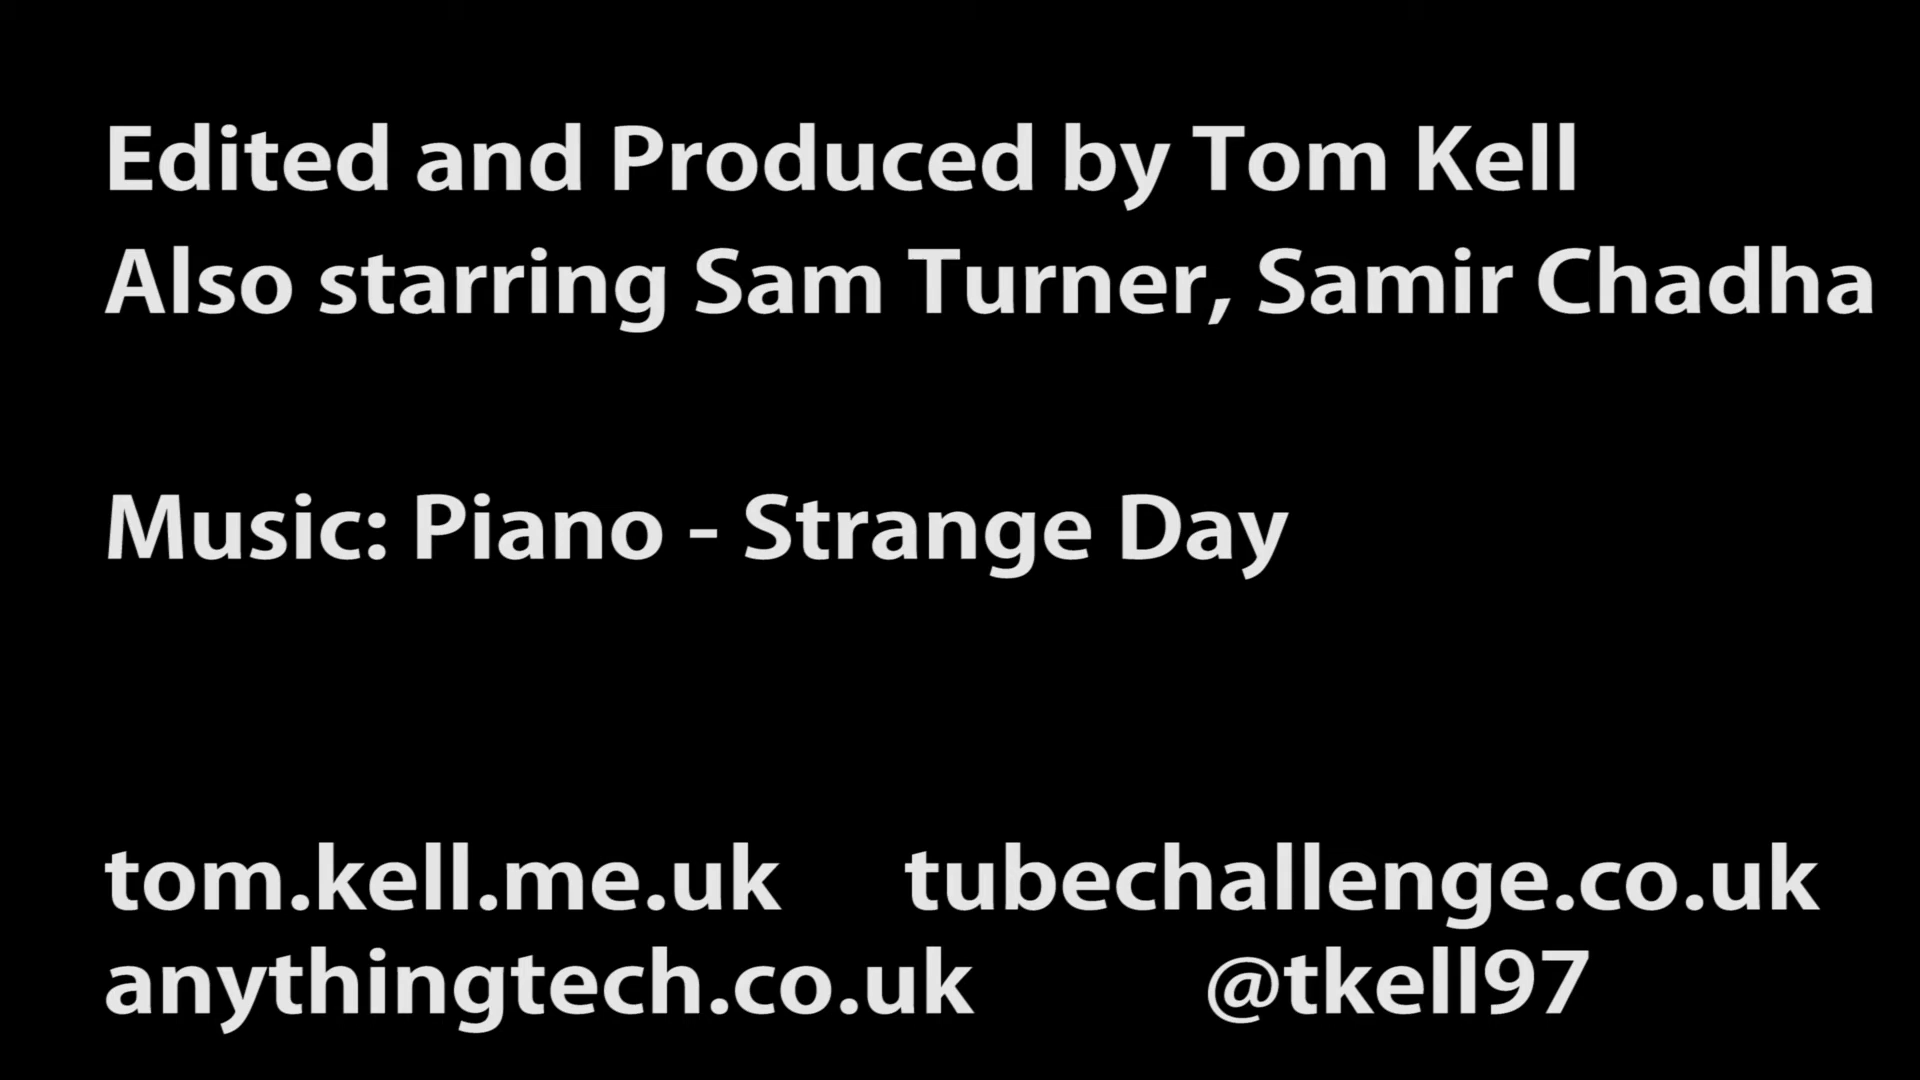 Edited and Produced by Tom Kell
Also starring Sam Turner, Samir Chadha
Music: Piano - Strange Day
tom.kell.me.uk tubechallenge.co.uk
anythingtech.co.uk @tkell97